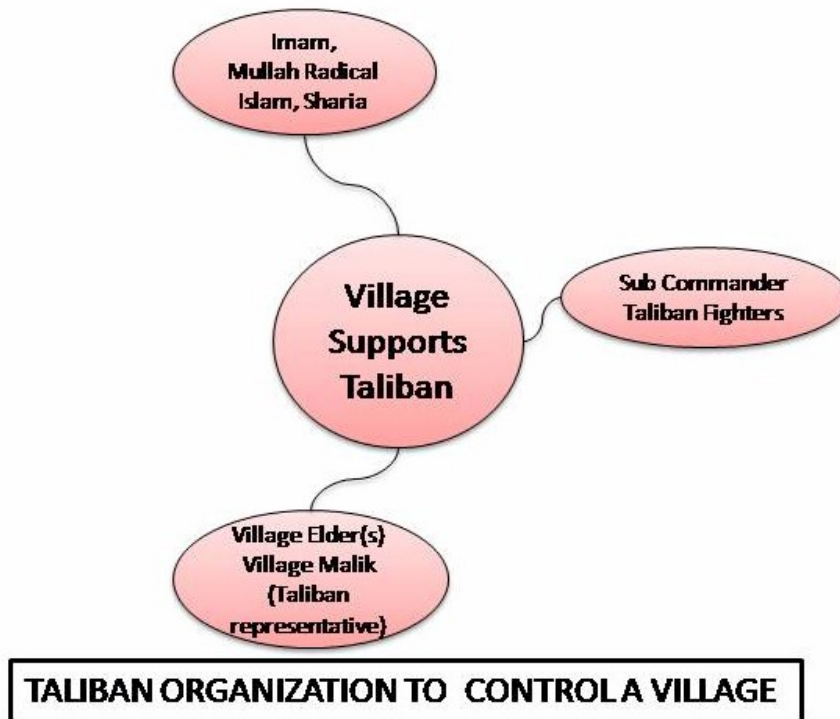 Imam,
Mullah Radical
Islam, Sharia
Village
Supports
Taliban
Sub Commander
Taliban Fighters
Village Elder(s)
Village Malik
(Taliban
representative)
TALIBAN ORGANIZATION TO CONTROL A VILLAGE